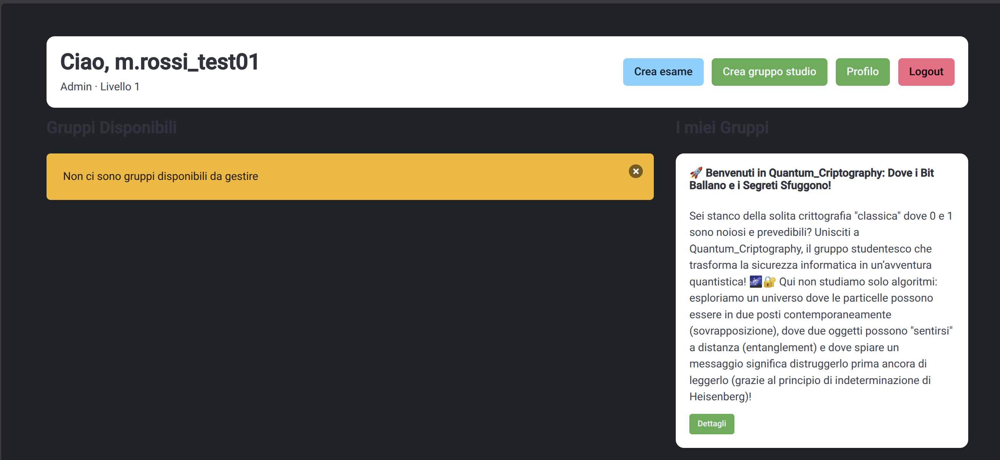 Ciao, m.rossi_test01
Admin · Livello 1
Crea esame
Crea gruppo studio
Profilo
Logout
Gruppi Disponibili
Non ci sono gruppi disponibili da gestire
I miei Gruppi
🚀 Benvenuti in Quantum_Criptography: Dove i Bit
Ballano e i Segreti Sfuggono!
Sei stanco della solita crittografia "classica" dove 0 e 1
sono noiosi e prevedibili? Unisciti a
Quantum_Criptography, il gruppo studentesco che
trasforma la sicurezza informatica in un’avventura
quantistica! 🌌🔐 Qui non studiamo solo algoritmi:
esploriamo un universo dove le particelle possono
essere in due posti contemporaneamente
(sovrapposizione), dove due oggetti possono "sentirsi"
a distanza (entanglement) e dove spiare un
messaggio significa distruggerlo prima ancora di
leggerlo (grazie al principio di indeterminazione di
Heisenberg)!
Dettagli